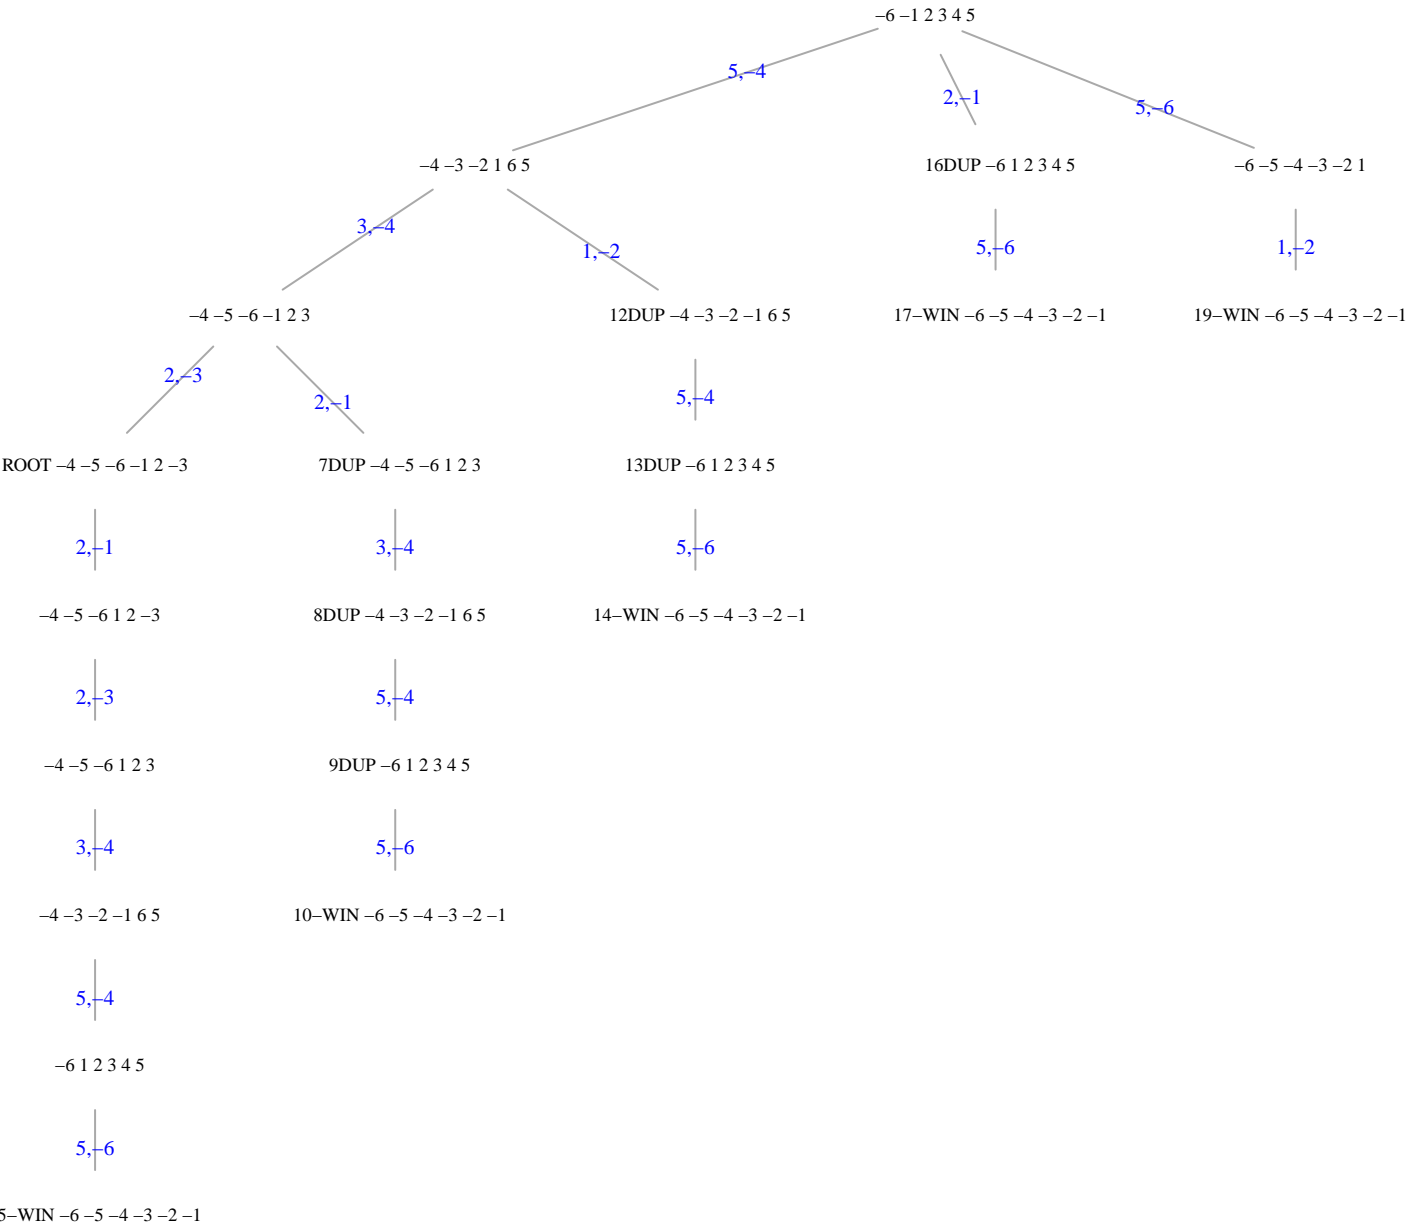 –6 –1 2 3 4 5
5,–4
2,–1
5,–6
–4 –3 –2 1 6 5
16DUP –6 1 2 3 4 5
–6 –5 –4 –3 –2 1
3,–4
1,–2
5,–6
1,–2
–4 –5 –6 –1 2 3
12DUP –4 –3 –2 –1 6 5
17–WIN –6 –5 –4 –3 –2 –1
19–WIN –6 –5 –4 –3 –2 –1
2,–3
2,–1
5,–4
ROOT –4 –5 –6 –1 2 –3
7DUP –4 –5 –6 1 2 3
13DUP –6 1 2 3 4 5
2,–1
3,–4
5,–6
–4 –5 –6 1 2 –3
8DUP –4 –3 –2 –1 6 5
14–WIN –6 –5 –4 –3 –2 –1
2,–3
5,–4
–4 –5 –6 1 2 3
9DUP –6 1 2 3 4 5
3,–4
5,–6
–4 –3 –2 –1 6 5
10–WIN –6 –5 –4 –3 –2 –1
5,–4
–6 1 2 3 4 5
5,–6
5–WIN –6 –5 –4 –3 –2 –1